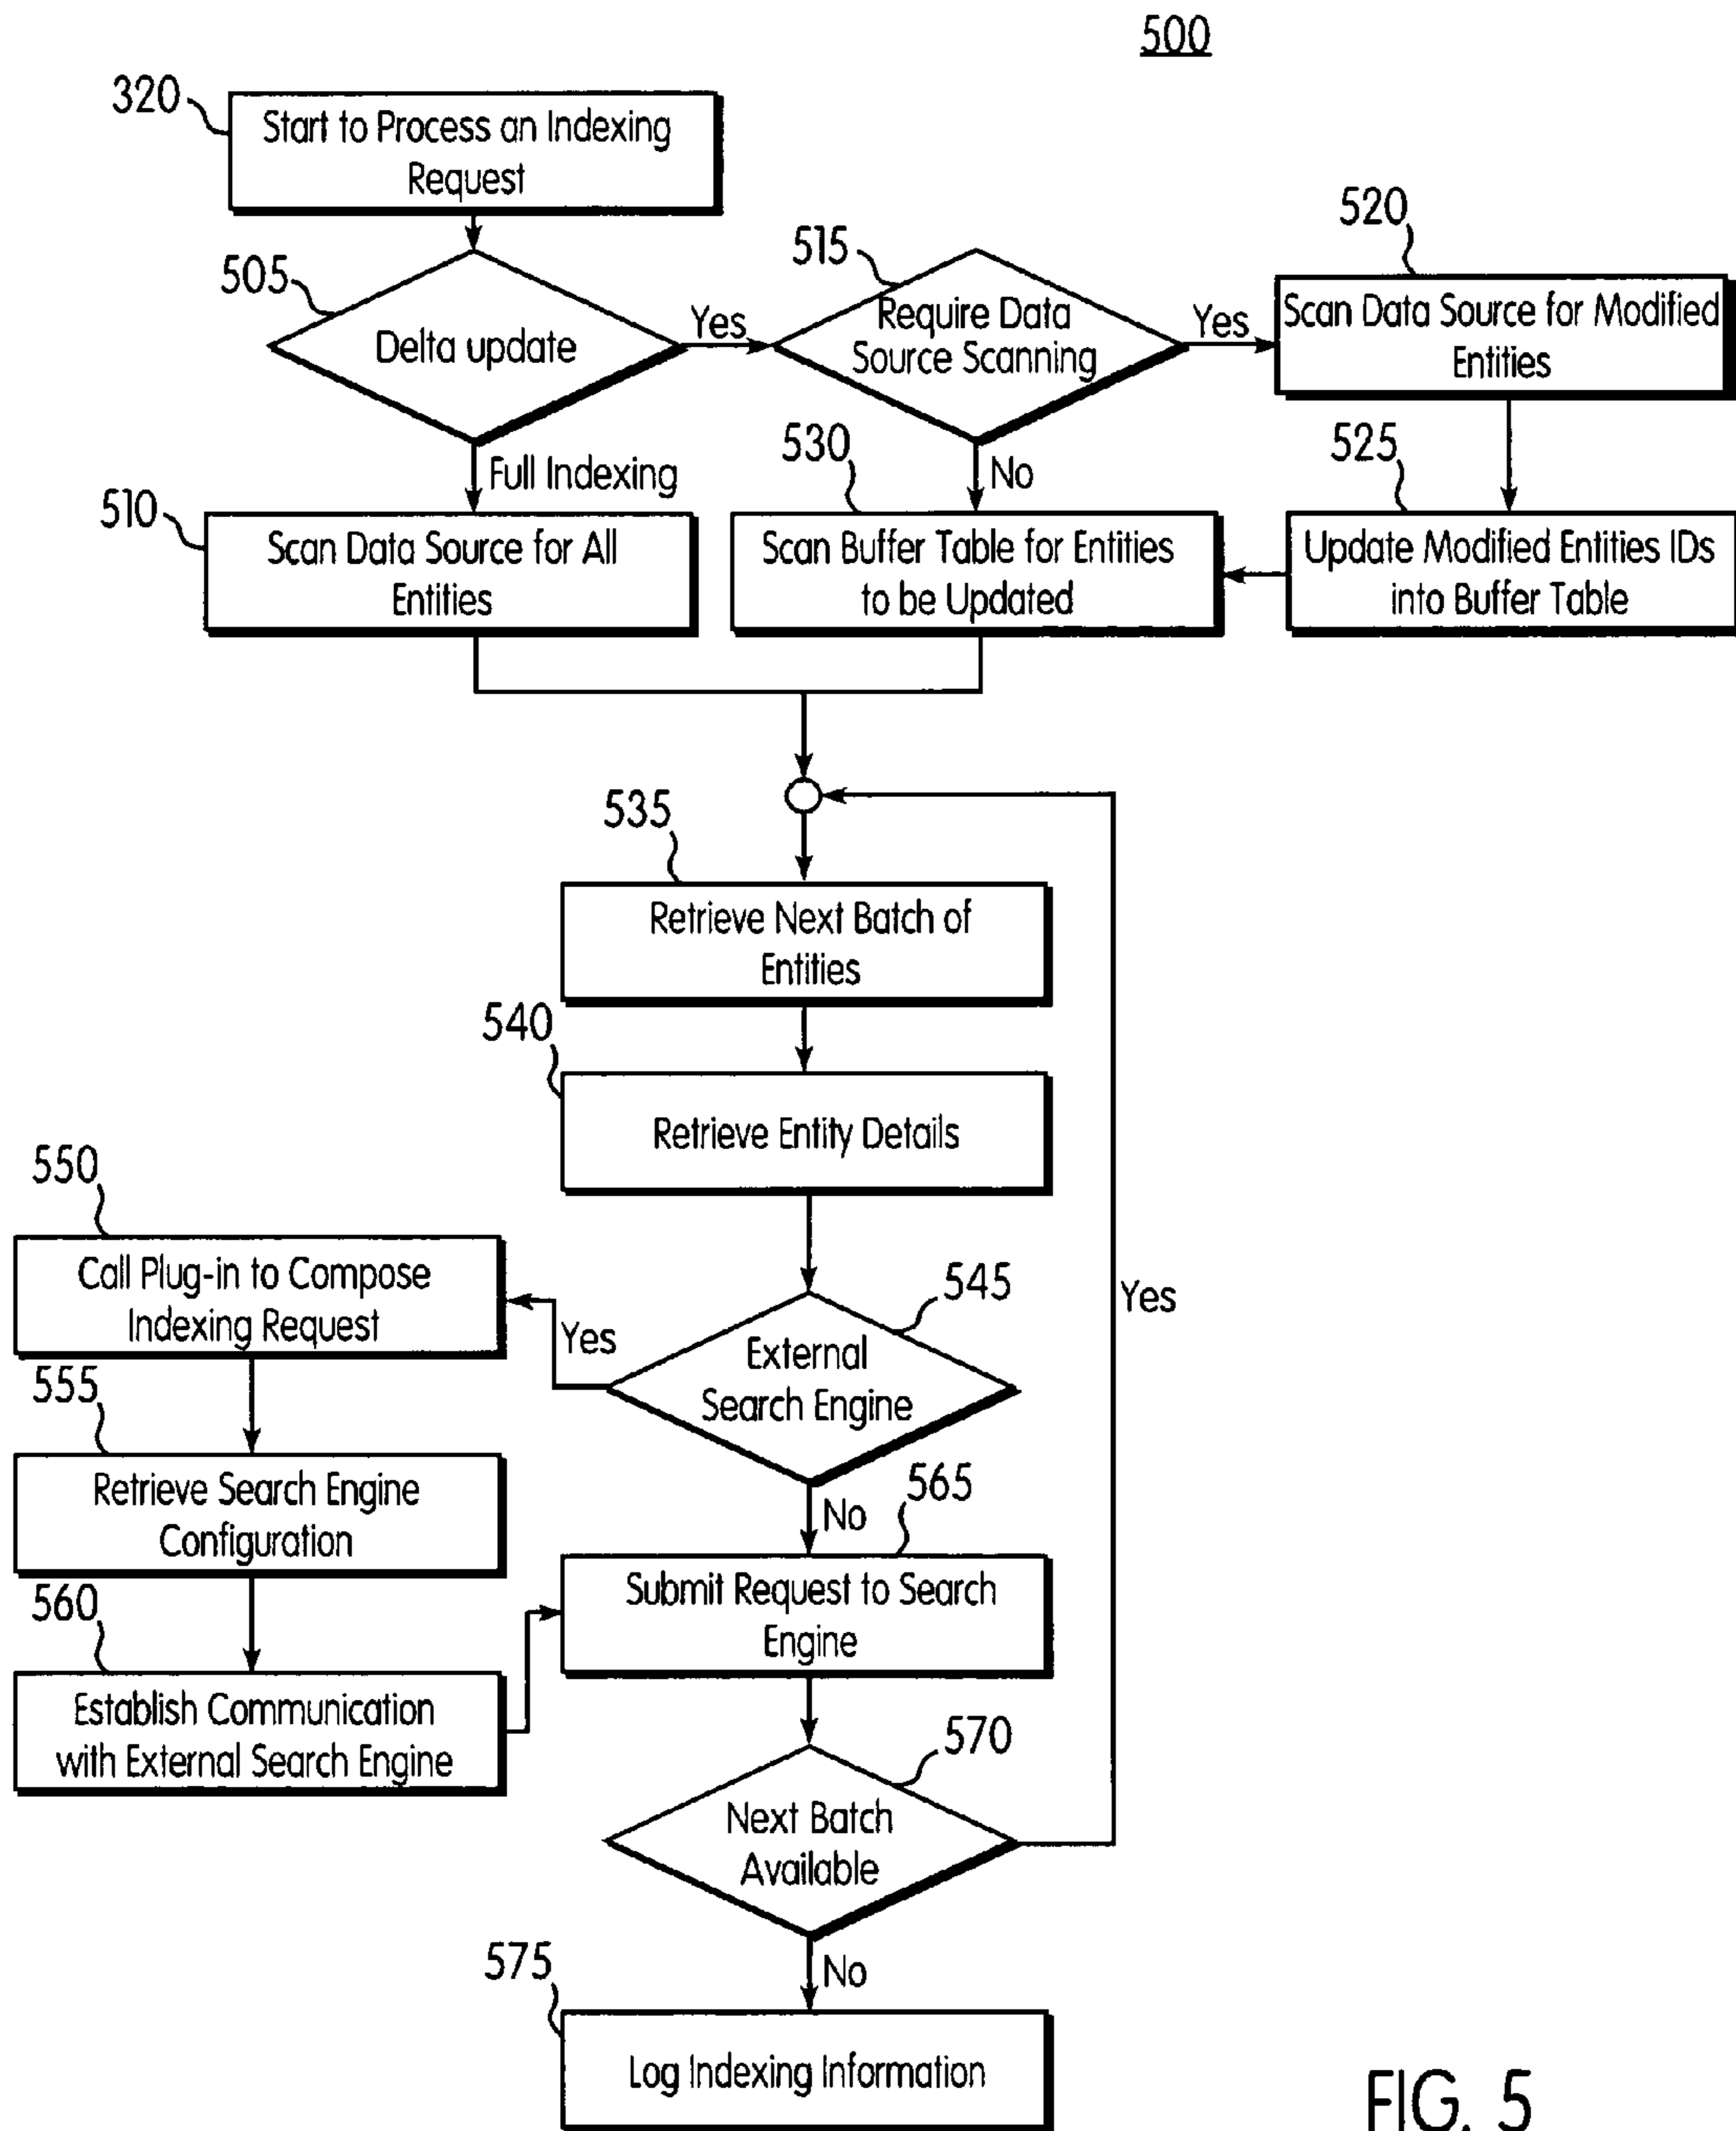 500
320
Start to Process an Indexing
Request
505
Delta update
Yes
515
Require Data
Source Scanning
Yes
520
Scan Data Source for Modified
Entities
Full Indexing
510
Scan Data Source for All
Entities
No
530
Scan Buffer Table for Entities
to be Updated
525
Update Modified Entities IDs
into Buffer Table
535
Retrieve Next Batch of
Entities
540
Retrieve Entity Details
545
External
Search Engine
Yes
550
Call Plug-in to Compose
Indexing Request
555
Retrieve Search Engine
Configuration
560
Establish Communication
with External Search Engine
No
565
Submit Request to Search
Engine
570
Next Batch
Available
Yes
No
575
Log Indexing Information
FIG. 5